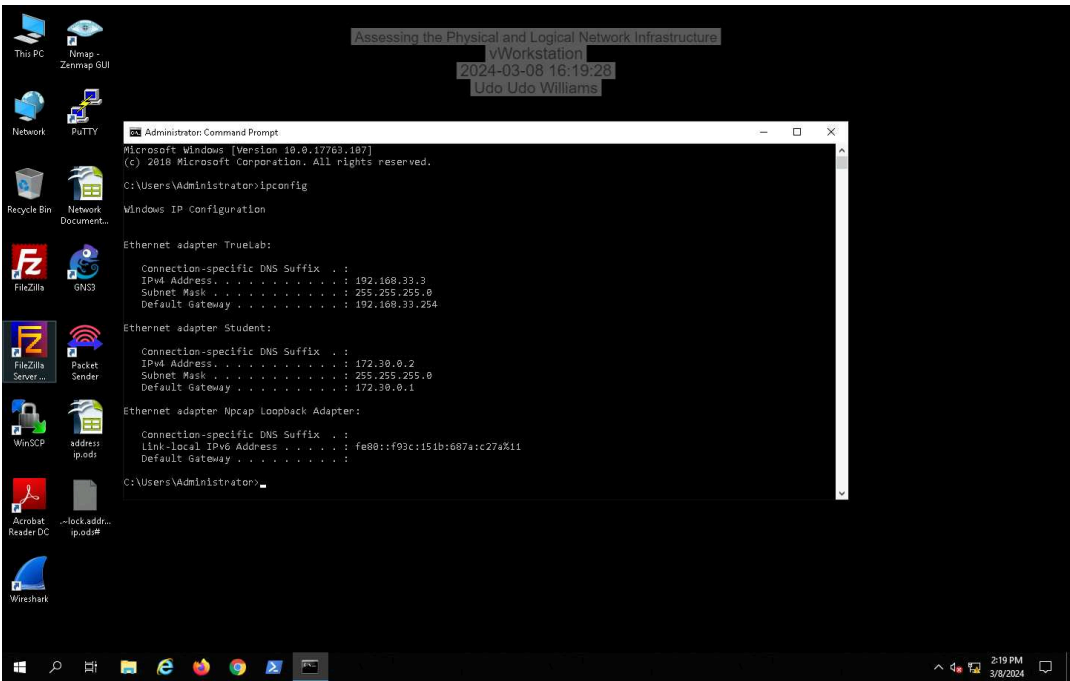 Assessing the Physical and Logical Network Infrastructure
vWorkstation
2024-03-08 16:19:28
Udo Udo Williams
This PC
Nmap -
Zenmap GUI
Network
PuTTY
Recycle Bin
Network
Document...
FileZilla
GNS3
FileZilla
Server ...
Packet
Sender
WinSCP
address
ip.ods
Acrobat
Reader DC
.~lock.addr...
ip.ods#
Wireshark
Administrator: Command Prompt
Microsoft Windows [Version 10.0.17763.107]
(c) 2018 Microsoft Corporation. All rights reserved.
C:\Users\Administrator>ipconfig
Windows IP Configuration
Ethernet adapter TrueLab:
Connection-specific DNS Suffix . :
IPv4 Address. . . . . . . . . . . : 192.168.33.3
Subnet Mask . . . . . . . . . . . : 255.255.255.0
Default Gateway . . . . . . . . . : 192.168.33.254
Ethernet adapter Student:
Connection-specific DNS Suffix . :
IPv4 Address. . . . . . . . . . . : 172.30.0.2
Subnet Mask . . . . . . . . . . . : 255.255.255.0
Default Gateway . . . . . . . . . : 172.30.0.1
Ethernet adapter Npcap Loopback Adapter:
Connection-specific DNS Suffix . :
Link-local IPv6 Address . . . . . : fe80::f93c:151b:687a:c27a%11
Default Gateway . . . . . . . . . :
C:\Users\Administrator>
2:19 PM
3/8/2024